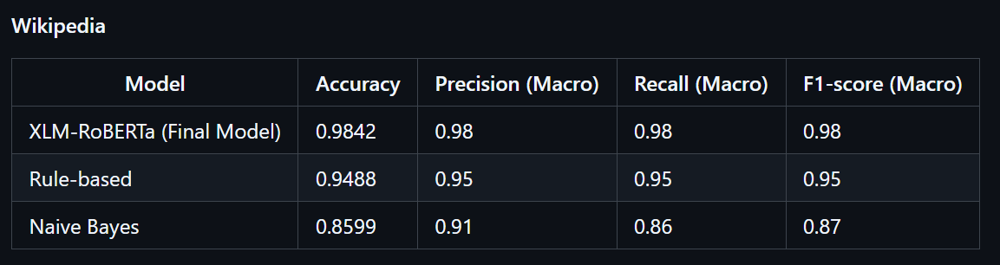 Wikipedia
Model Accuracy Precision (Macro) Recall (Macro) F1-score (Macro)
XLM-RoBERTa (Final Model) 0.9842 0.98 0.98 0.98
Rule-based 0.9488 0.95 0.95 0.95
Naive Bayes 0.8599 0.91 0.86 0.87